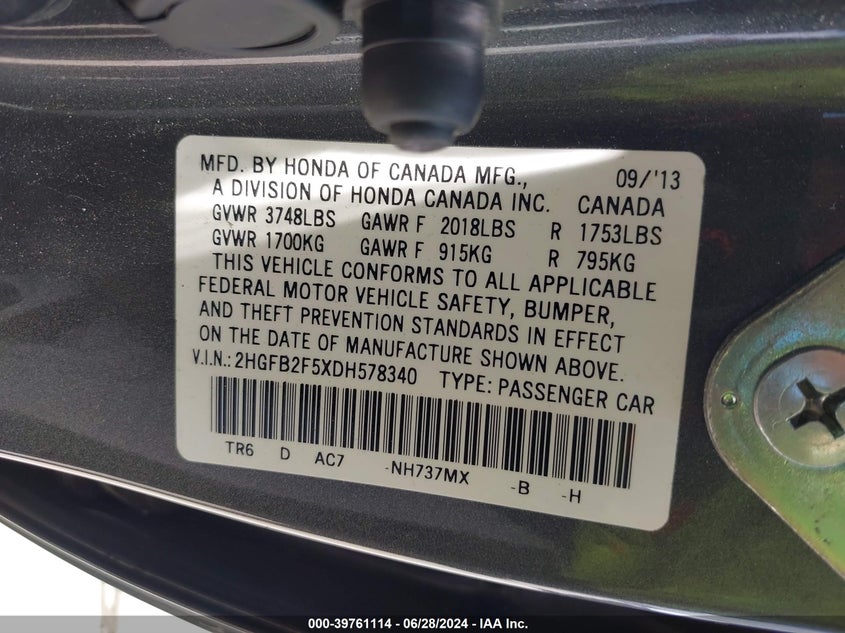 MFD. BY HONDA OF CANADA MFG., 09/'13
A DIVISION OF HONDA CANADA INC. CANADA
GVWR 3748LBS GAWR F 2018LBS R 1753LBS
GVWR 1700KG GAWR F 915KG R 795KG
THIS VEHICLE CONFORMS TO ALL APPLICABLE
FEDERAL MOTOR VEHICLE SAFETY, BUMPER,
AND THEFT PREVENTION STANDARDS IN EFFECT
ON THE DATE OF MANUFACTURE SHOWN ABOVE.
V.I.N.: 2HGFB2F5XDH578340 TYPE: PASSENGER CAR
TR6 D AC7 -NH737MX -B -H
000-39761114 - 06/28/2024 - IAA Inc.